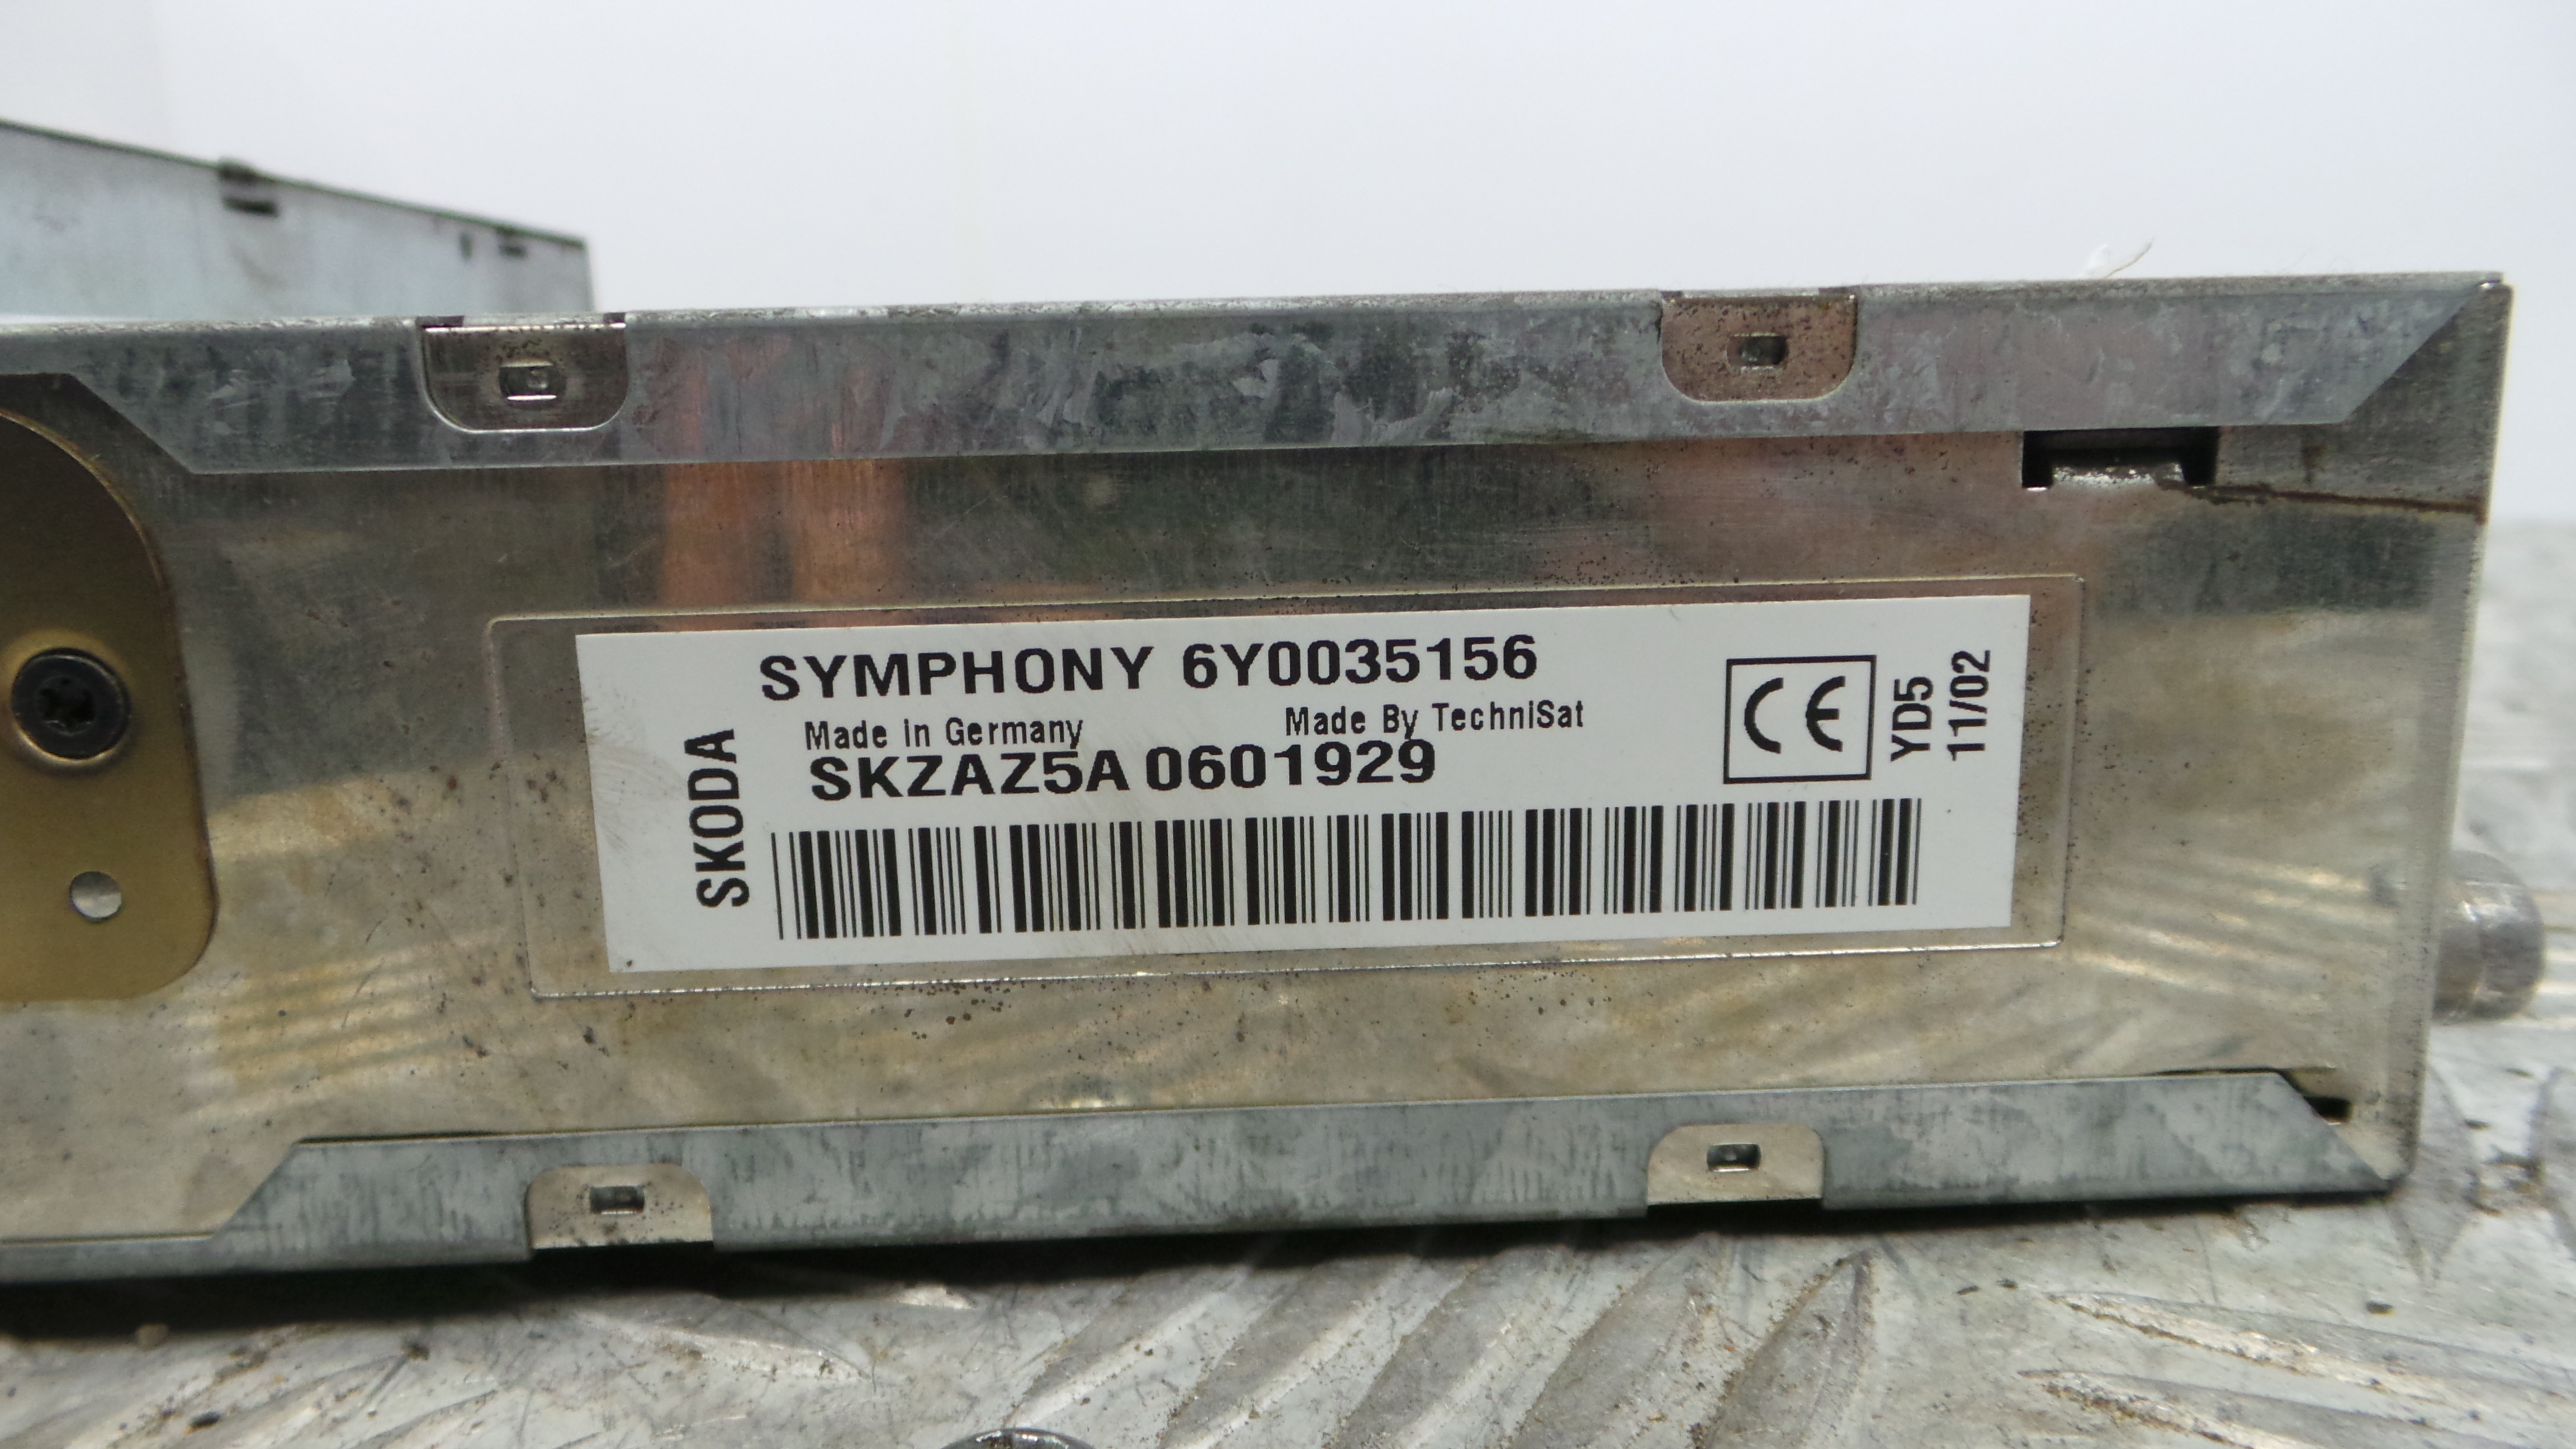 SKODA
SYMPHONY 6Y0035156
Made in Germany Made By TechniSat
SKZAZ5A 0601929
CE
YD5
11/02